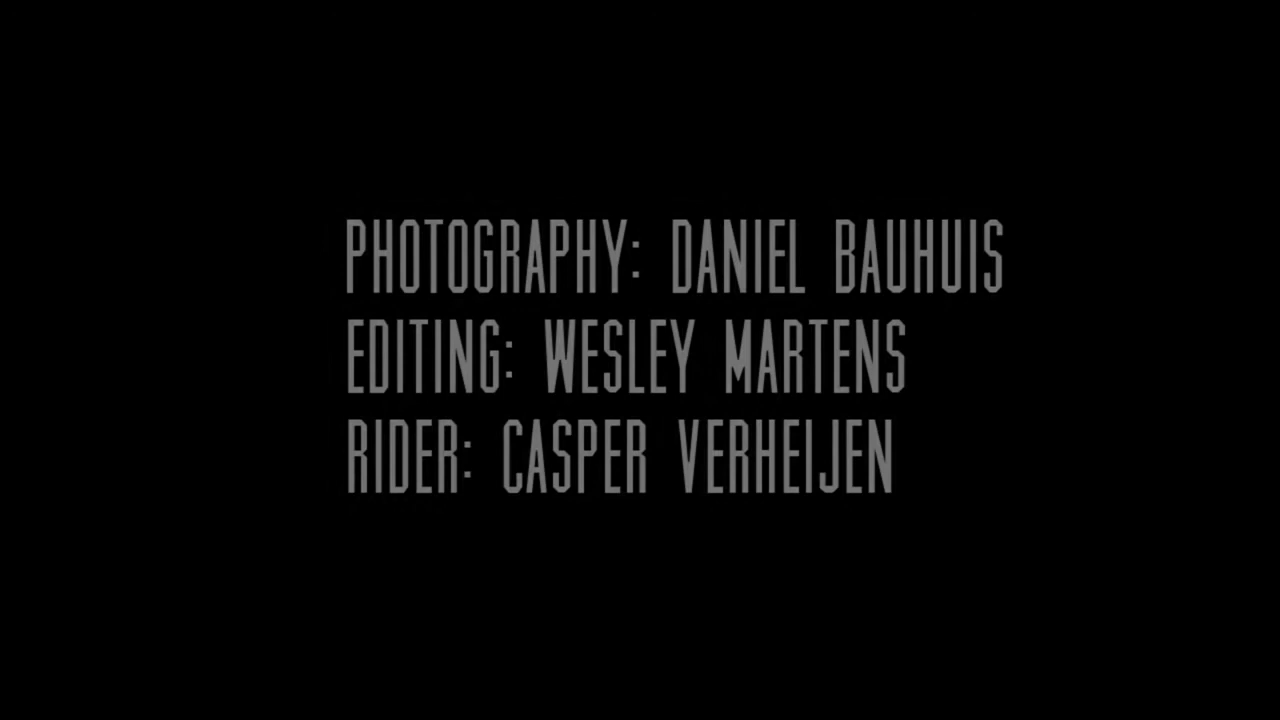 PHOTOGRAPHY: DANIEL BAUHUIS
EDITING: WESLEY MARTENS
RIDER: CASPER VERHEIJEN